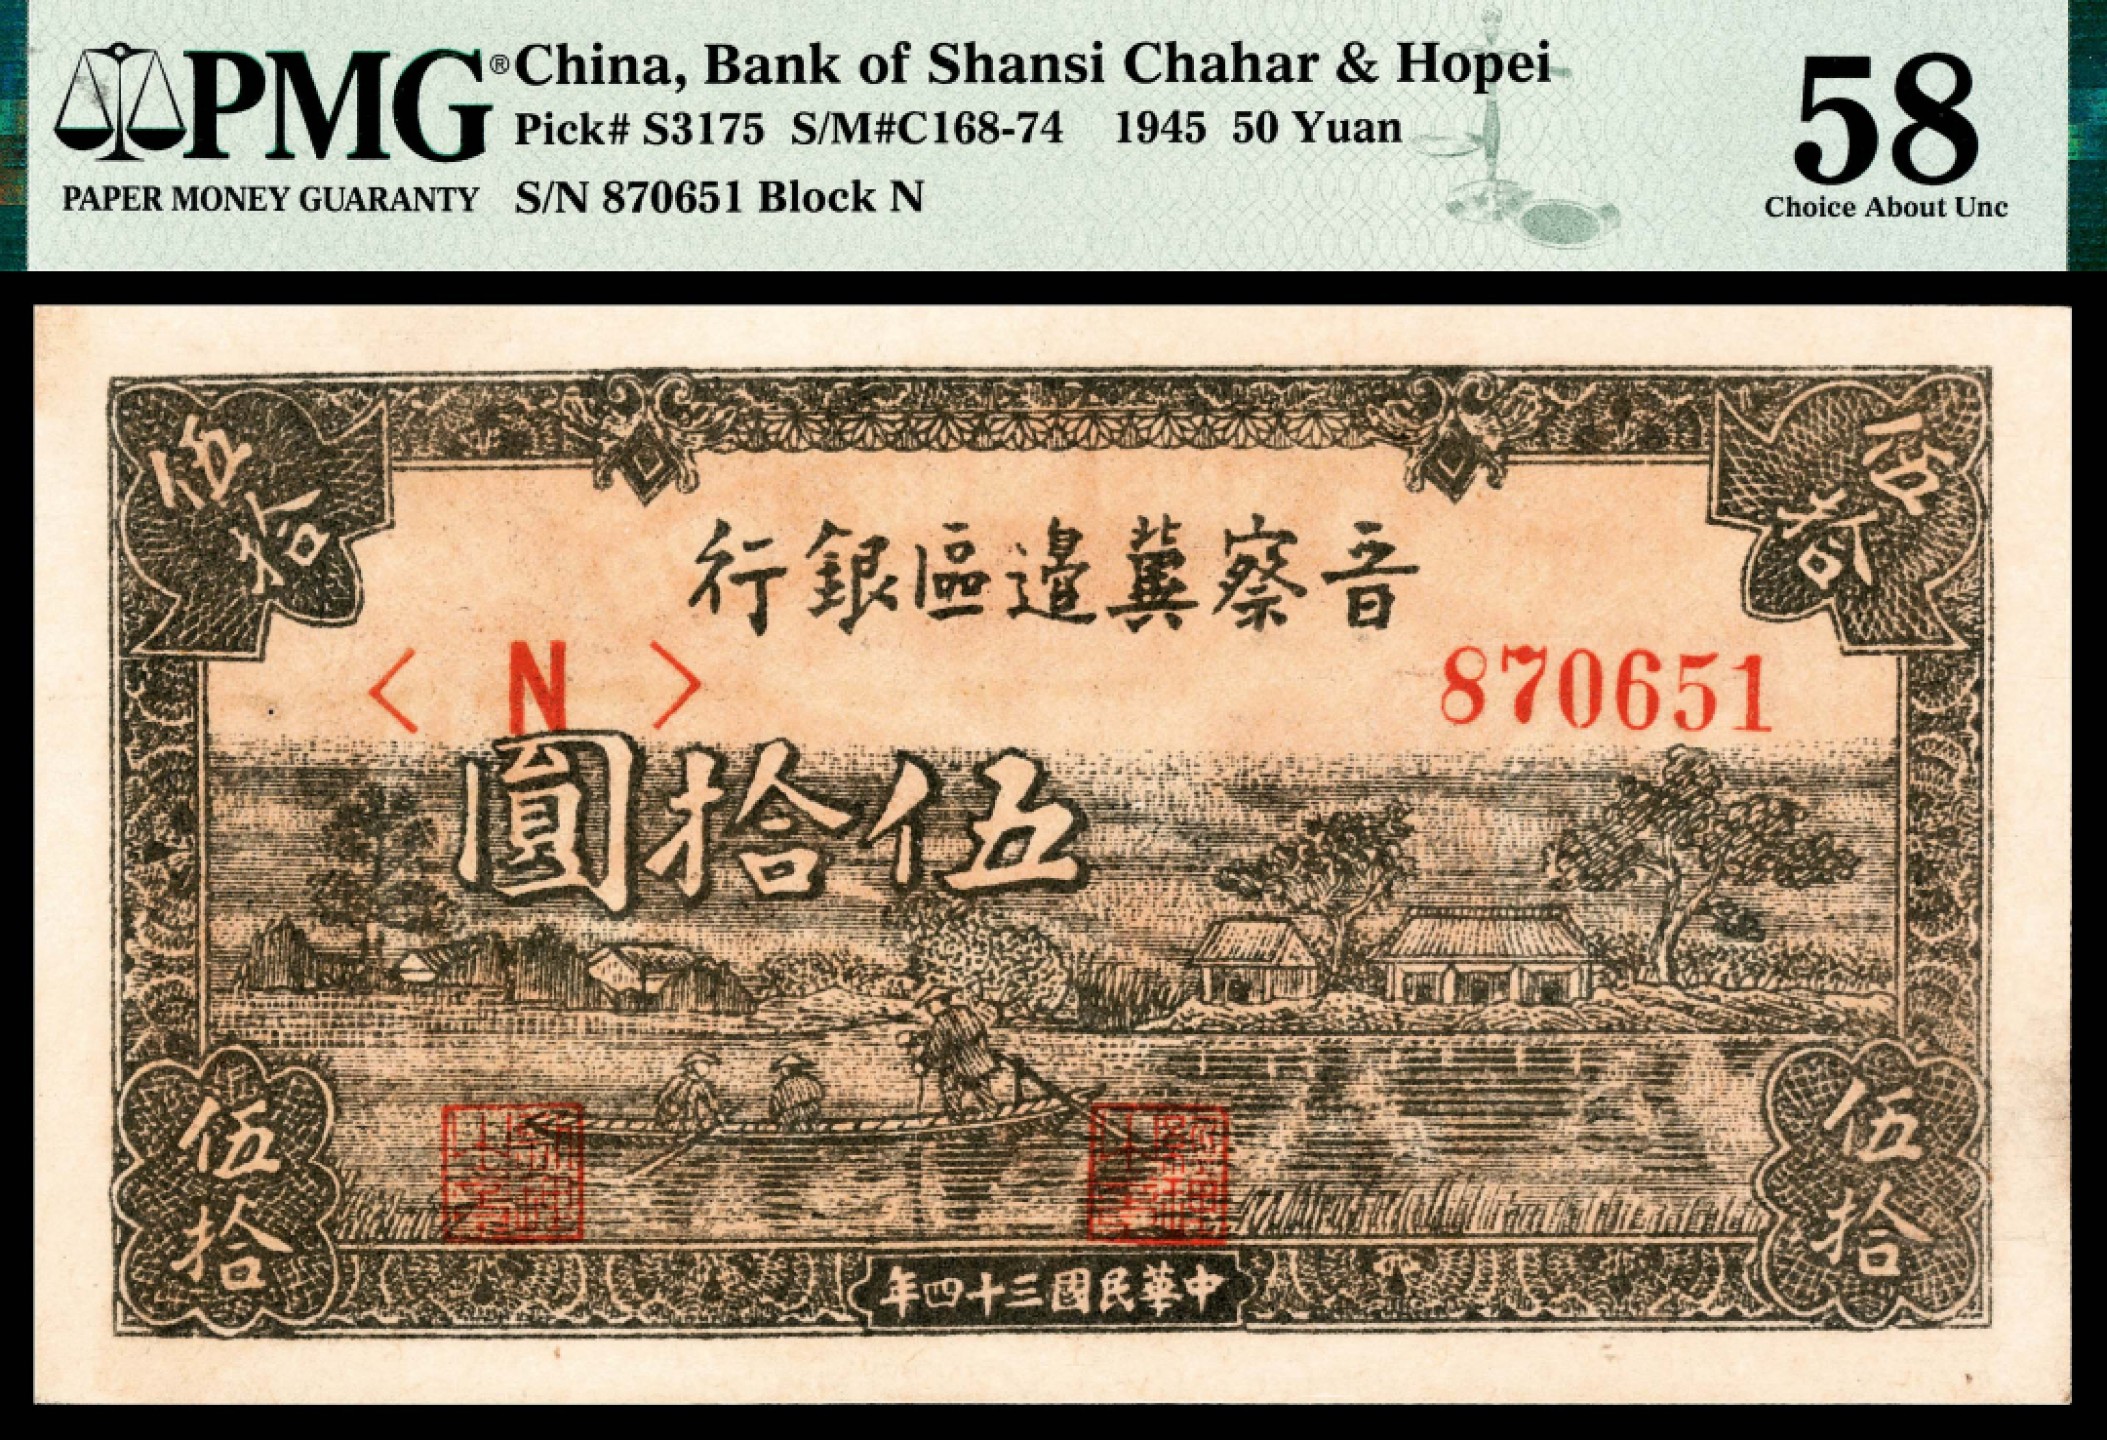 PMG®
PAPER MONEY GUARANTY
China, Bank of Shansi Chahar & Hopei
Pick# S3175 S/M#C168-74 1945 50 Yuan
S/N 870651 Block N
58
Choice About Unc
伍拾
伍拾
晉察冀邊區銀行
< N >
870651
伍拾圓
伍拾
伍拾
中華民國三十四年